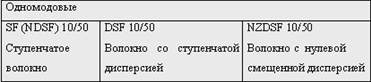 Одномодовые
SF (NDSF) 10/50
Ступенчатое
волокно
DSF 10/50
Волокно со ступенчатой
дисперсией
NZDSF 10/50
Волокно с нулевой
смещенной дисперсией